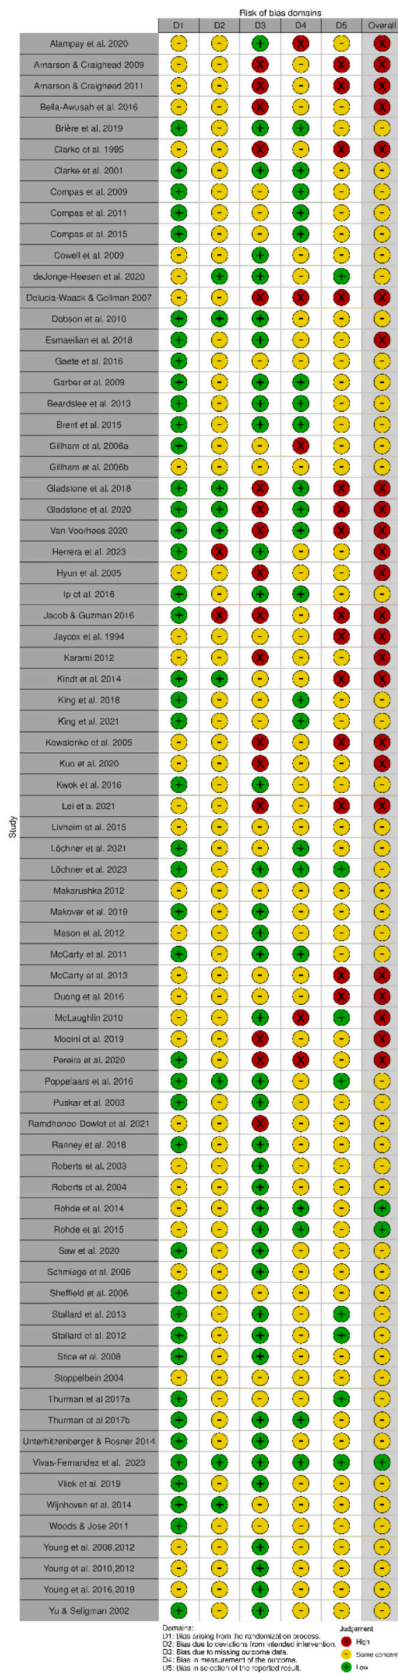 Risk of bias domains
D1 D2 D3 D4 D5 Overall
Alampay et al. 2020
Arnarson & Craighead 2009
Arnarson & Craighead 2011
Bella-Awusah et al. 2016
Brière et al. 2019
Clarke et al. 1995
Clarke et al. 2001
Compas et al. 2009
Compas et al. 2011
Compas et al. 2015
Cowell et al. 2009
deJonge-Heesen et al. 2020
Delucia-Waack & Gellman 2007
Dobson et al. 2010
Esmaeilian et al. 2018
Gaete et al. 2016
Garber et al. 2009
Beardslee et al. 2013
Brent et al. 2015
Gillham et al. 2006a
Gillham et al. 2006b
Gladstone et al. 2018
Gladstone et al. 2020
Van Voorhees 2020
Herrera et al. 2023
Hyun et al. 2005
Ip et al. 2016
Jacob & Guzman 2016
Jaycox et al. 1994
Karami 2012
Kindt et al. 2014
King et al. 2018
King et al. 2021
Kowalenko et al. 2005
Kuo et al. 2020
Kwok et al. 2016
Lei et a. 2021
Livheim et al. 2015
Löchner et al. 2021
Löchner et al. 2023
Makarushka 2012
Makover et al. 2019
Mason et al. 2012
McCarty et al. 2011
McCarty et al. 2013
Duong et al. 2016
McLaughlin 2010
Mocini et al. 2019
Pereira et al. 2020
Poppelaars et al. 2016
Puskar et al. 2003
Ramdhonee-Dowlot et al. 2021
Ranney et al. 2018
Roberts et al. 2003
Roberts et al. 2004
Rohde et al. 2014
Rohde et al. 2015
Saw et al. 2020
Schmiege et al. 2006
Sheffield et al. 2006
Stallard et al. 2013
Stallard et al. 2012
Stice et al. 2008
Stoppelbein 2004
Thurman et al 2017a
Thurman et al 2017b
Unterhitzenberger & Rosner 2014
Vivas-Fernandez et al. 2023
Vliek et al. 2019
Wijnhoven et al. 2014
Woods & Jose 2011
Young et al. 2006,2012
Young et al. 2010,2012
Young et al. 2016,2019
Yu & Seligman 2002
Study
Domains:
D1: Bias arising from the randomization process.
D2: Bias due to deviations from intended intervention.
D3: Bias due to missing outcome data.
D4: Bias in measurement of the outcome.
D5: Bias in selection of the reported result.
Judgement
High
Some concerns
Low